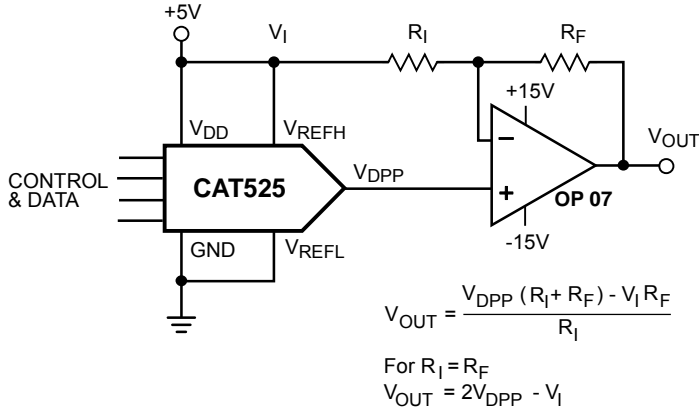 +5V
V_I
R_I
R_F
+15V
V_DD
V_REFH
−
V_OUT
CONTROL
& DATA
CAT525
V_DPP
+
OP 07
GND
V_REFL
-15V
V_OUT = V_DPP (R_I + R_F) - V_I R_F / R_I
For R_I = R_F
V_OUT = 2V_DPP - V_I